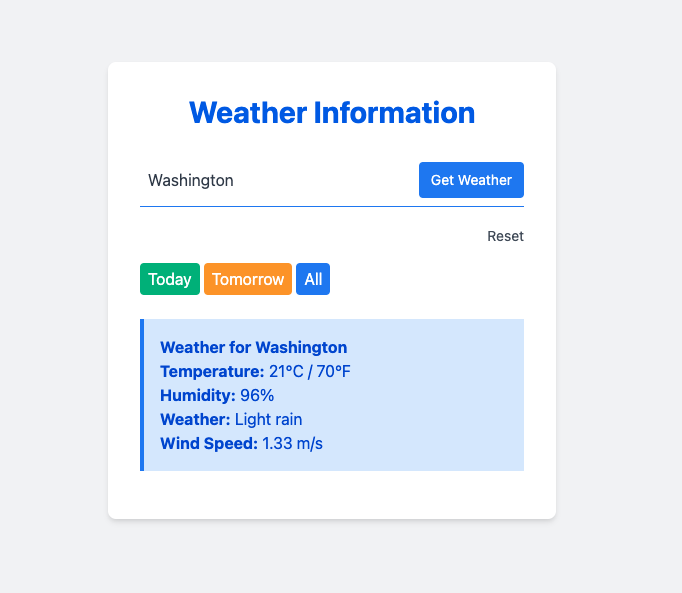 Weather Information
Washington
Get Weather
Reset
Today Tomorrow All
Weather for Washington
Temperature: 21°C / 70°F
Humidity: 96%
Weather: Light rain
Wind Speed: 1.33 m/s